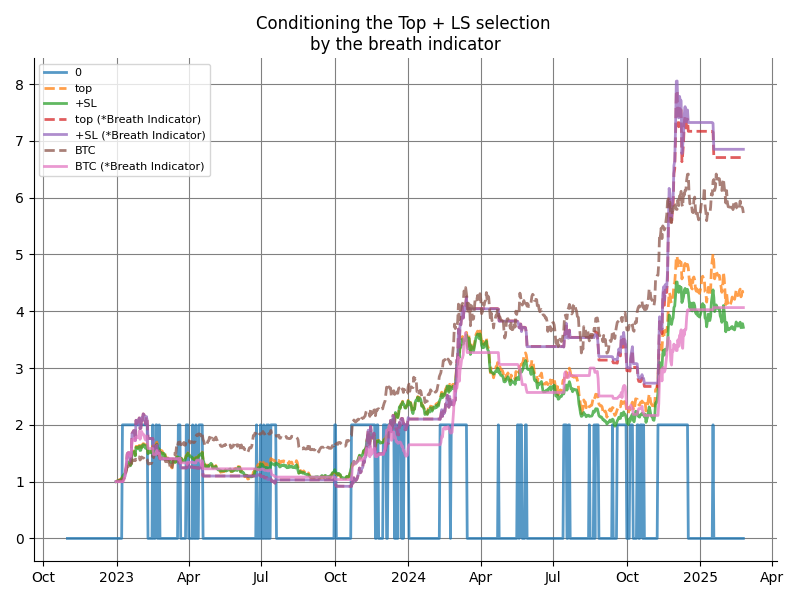 Conditioning the Top + LS selection
by the breath indicator
0
top
+SL
top (*Breath Indicator)
+SL (*Breath Indicator)
BTC
BTC (*Breath Indicator)
8
7
6
5
4
3
2
1
0
Oct 2023 Apr Jul Oct 2024 Apr Jul Oct 2025 Apr